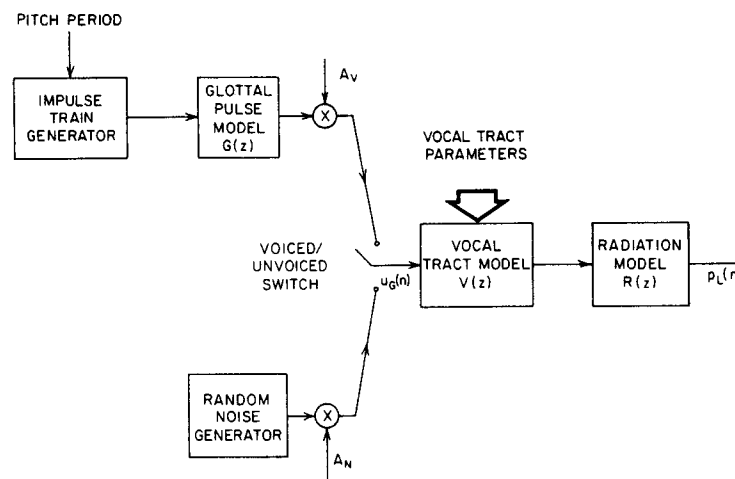 PITCH PERIOD
IMPULSE
TRAIN
GENERATOR
GLOTTAL
PULSE
MODEL
G(z)
A_V
X
VOCAL TRACT
PARAMETERS
VOICED/
UNVOICED
SWITCH
u_G(n)
VOCAL
TRACT MODEL
V(z)
RADIATION
MODEL
R(z)
p_L(n
RANDOM
NOISE
GENERATOR
X
A_N